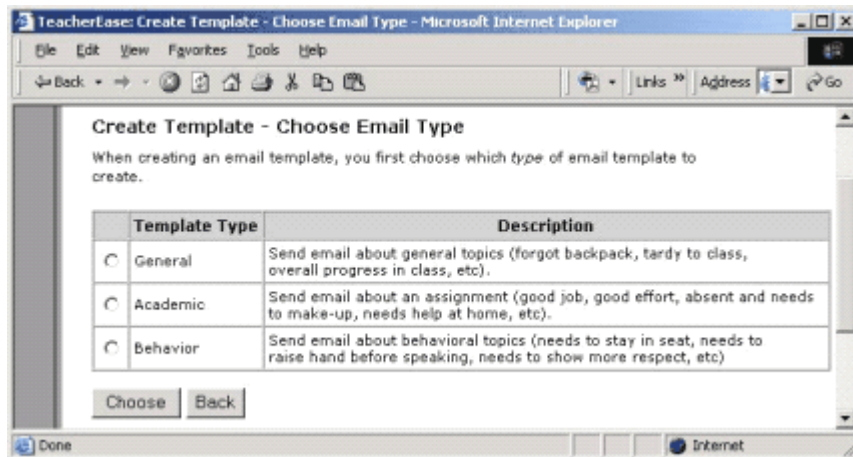 TeacherEase: Create Template - Choose Email Type - Microsoft Internet Explorer
File Edit View Favorites Tools Help
Back Links » Address Go
Create Template - Choose Email Type
When creating an email template, you first choose which type of email template to
create.
Template Type Description
General Send email about general topics (forgot backpack, tardy to class,
overall progress in class, etc).
Academic Send email about an assignment (good job, good effort, absent and needs
to make-up, needs help at home, etc).
Behavior Send email about behavioral topics (needs to stay in seat, needs to
raise hand before speaking, needs to show more respect, etc)
Choose Back
Done Internet